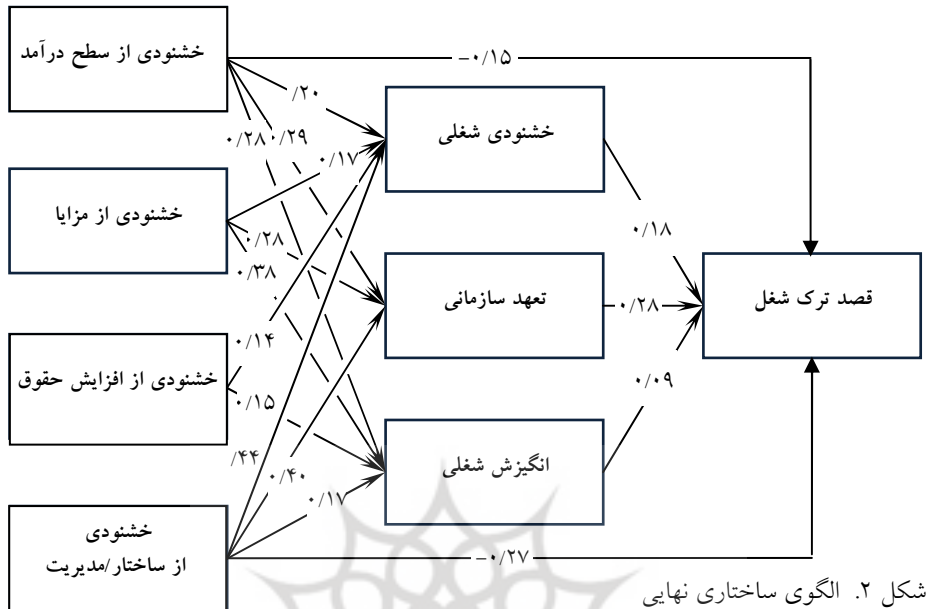 خشنودی از سطح درآمد
-۰/۱۵
/۲۰
۰/۲۸
۰/۲۹
۰/۱۷
خشنودی شغلی
خشنودی از مزایا
۰/۲۸
۰/۳۸
۰/۱۸
تعهد سازمانی
۰/۲۸
قصد ترک شغل
۰/۱۴
خشنودی از افزایش حقوق
۰/۱۵
۰/۰۹
انگیزش شغلی
/۴۴
۰/۴۰
۰/۱۷
خشنودی
از ساختار/مدیریت
-۰/۲۷
شکل ۲. الگوی ساختاری نهایی